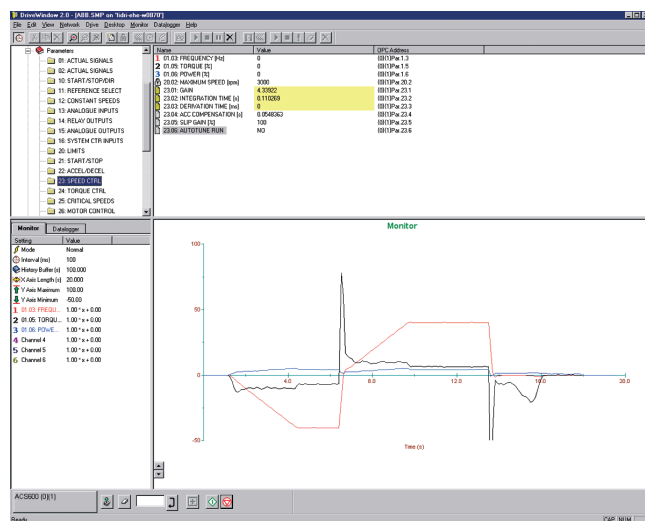 DriveWindow 2.0 - [ABB.SMP on "fidri-ehe-w0870"]
File Edit View Network Drive Desktop Monitor Datalogger Help
Parameters
01: ACTUAL SIGNALS
02: ACTUAL SIGNALS
10: START/STOP/DIR
11: REFERENCE SELECT
12: CONSTANT SPEEDS
13: ANALOGUE INPUTS
14: RELAY OUTPUTS
15: ANALOGUE OUTPUTS
16: SYSTEM CTR INPUTS
20: LIMITS
21: START/STOP
22: ACCEL/DECEL
23: SPEED CTRL
24: TORQUE CTRL
25: CRITICAL SPEEDS
26: MOTOR CONTROL
Name Value OPC Address
1 01.03: FREQUENCY [Hz] 0 {0}{1}Par.1.3
2 01.05: TORQUE [%] 0 {0}{1}Par.1.5
3 01.06: POWER [%] 0 {0}{1}Par.1.6
20.02: MAXIMUM SPEED [rpm] 3000 {0}{1}Par.20.2
23.01: GAIN 4.33922 {0}{1}Par.23.1
23.02: INTEGRATION TIME [s] 0.110269 {0}{1}Par.23.2
23.03: DERIVATION TIME [ms] 0 {0}{1}Par.23.3
23.04: ACC COMPENSATION [s] 0.0548363 {0}{1}Par.23.4
23.05: SLIP GAIN [%] 100 {0}{1}Par.23.5
23.06: AUTOTUNE RUN NO {0}{1}Par.23.6
Monitor Datalogger
Setting Value
Mode Normal
Interval (ms) 100
History Buffer (s) 100.000
X Axis Length (s) 20.000
Y Axis Maximum 100.00
Y Axis Minimum -50.00
1 01.03: FREQU... 1.00 * x + 0.00
2 01.05: TORQU... 1.00 * x + 0.00
3 01.06: POWE... 1.00 * x + 0.00
4 Channel 4 1.00 * x + 0.00
5 Channel 5 1.00 * x + 0.00
6 Channel 6 1.00 * x + 0.00
Monitor
100
50
0
4.0 8.0 12.0 16.0 20.0
-50
Time (s)
ACS600 {0}{1}
Ready
CAP NUM